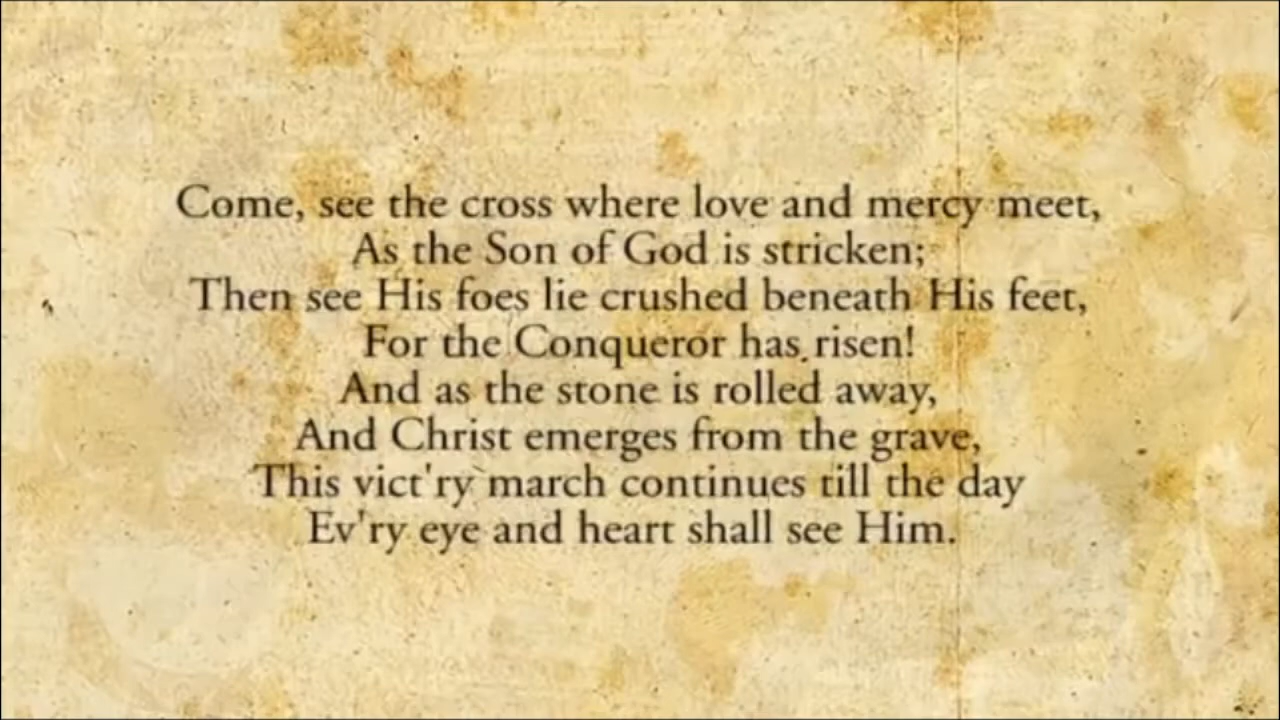 Come, see the cross where love and mercy meet,
As the Son of God is stricken;
Then see His foes lie crushed beneath His feet,
For the Conqueror has risen!
And as the stone is rolled away,
And Christ emerges from the grave,
This vict'ry march continues till the day
Ev'ry eye and heart shall see Him.